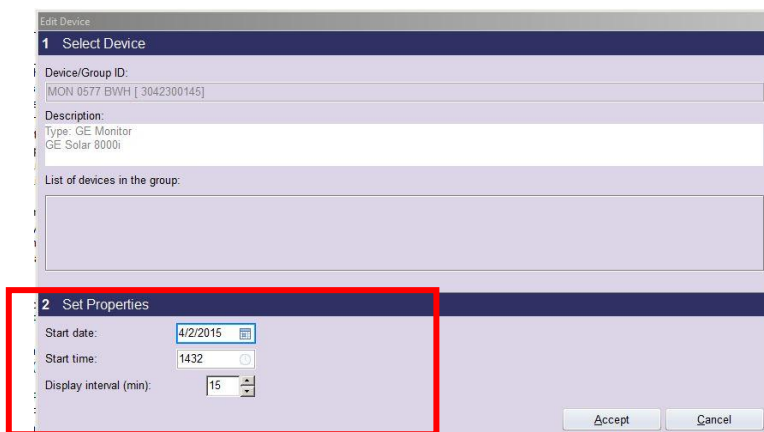 Edit Device
1 Select Device
Device/Group ID:
MON 0577 BWH [ 3042300145]
Description:
Type: GE Monitor
GE Solar 8000i
List of devices in the group:
2 Set Properties
Start date: 4/2/2015
Start time: 1432
Display interval (min): 15
Accept Cancel